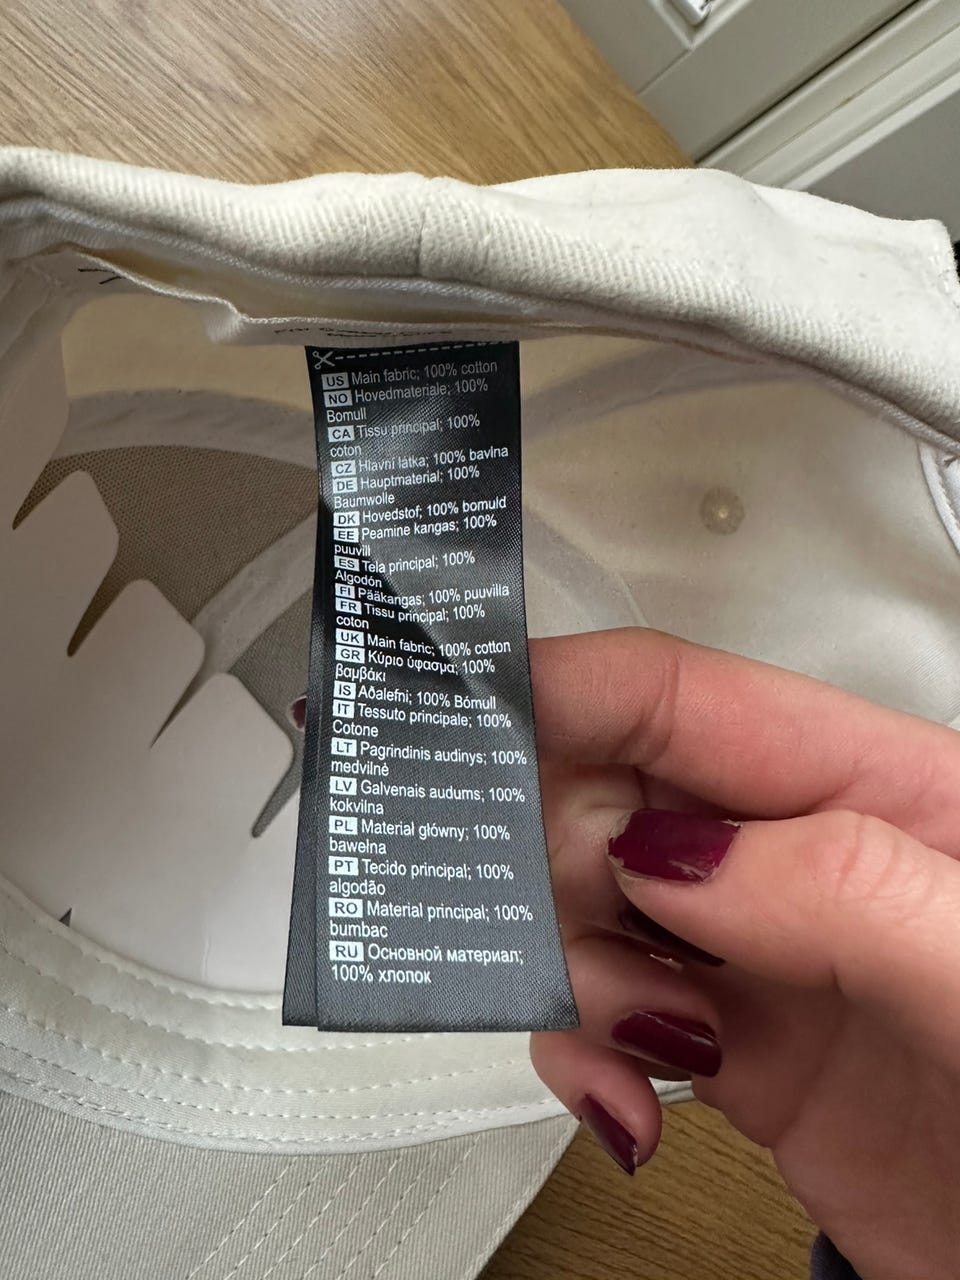 US Main fabric; 100% cotton
NO Hovedmateriale; 100%
Bomull
CA Tissu principal; 100%
coton
CZ Hlavní látka; 100% bavlna
DE Hauptmaterial; 100%
Baumwolle
DK Hovedstof; 100% bomuld
EE Peamine kangas; 100%
puuvill
ES Tela principal; 100%
Algodón
FI Pääkangas; 100% puuvilla
FR Tissu principal; 100%
coton
UK Main fabric; 100% cotton
GR Κύριο ύφασμα; 100%
βαμβάκι
IS Aðalefni; 100% Bómull
IT Tessuto principale; 100%
Cotone
LT Pagrindinis audinys; 100%
medvilnė
LV Galvenais audums; 100%
kokvilna
PL Materiał główny; 100%
bawełna
PT Tecido principal; 100%
algodão
RO Material principal; 100%
bumbac
RU Основной материал;
100% хлопок